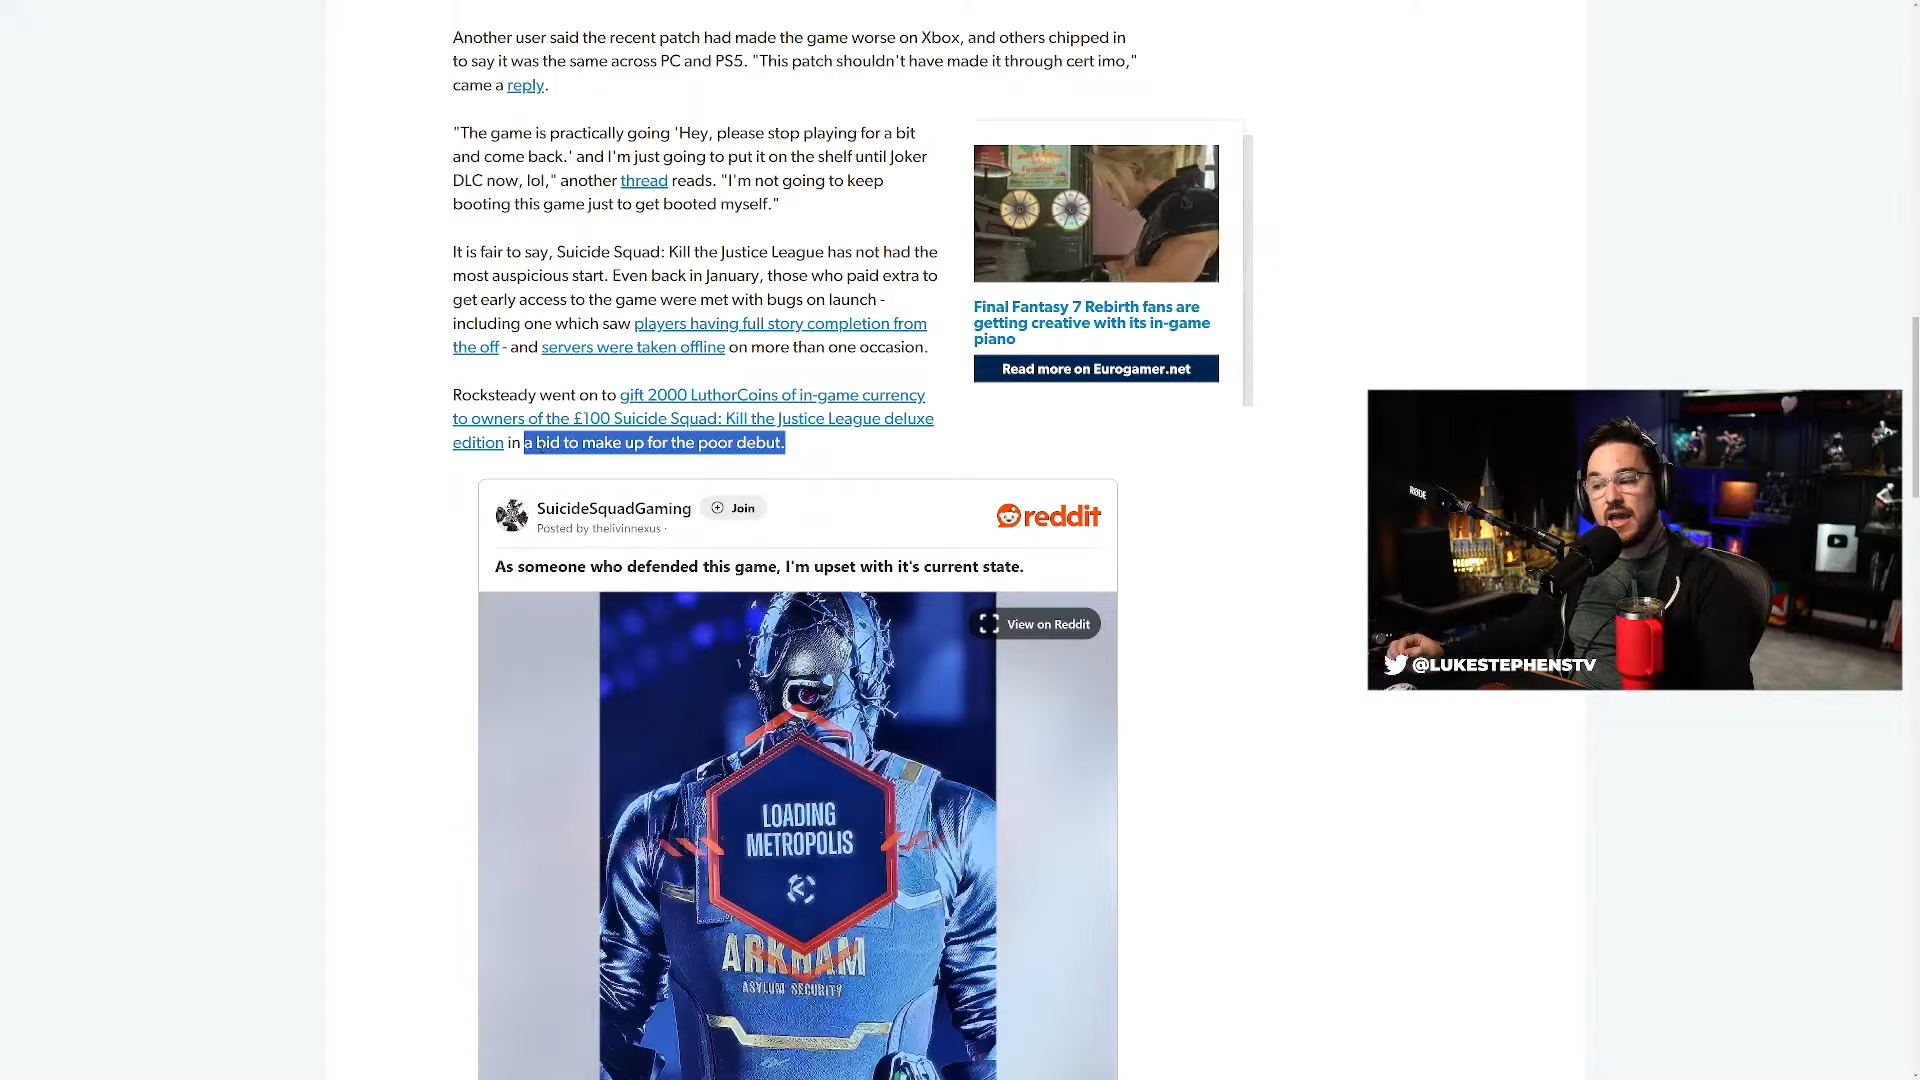 Another user said the recent patch had made the game worse on Xbox, and others chipped in
to say it was the same across PC and PS5. "This patch shouldn't have made it through cert imo,"
came a reply.
"The game is practically going 'Hey, please stop playing for a bit
and come back.' and I'm just going to put it on the shelf until Joker
DLC now, lol," another thread reads. "I'm not going to keep
booting this game just to get booted myself."
It is fair to say, Suicide Squad: Kill the Justice League has not had the
most auspicious start. Even back in January, those who paid extra to
get early access to the game were met with bugs on launch -
including one which saw players having full story completion from
the off - and servers were taken offline on more than one occasion.
Rocksteady went on to gift 2000 LuthorCoins of in-game currency
to owners of the £100 Suicide Squad: Kill the Justice League deluxe
edition in a bid to make up for the poor debut.
Final Fantasy 7 Rebirth fans are
getting creative with its in-game
piano
Read more on Eurogamer.net
SuicideSquadGaming
Join
Posted by thelivinnexus ·
reddit
As someone who defended this game, I'm upset with it's current state.
View on Reddit
LOADING
METROPOLIS
ARKHAM
ASYLUM SECURITY
RØDE
@LUKESTEPHENSTV